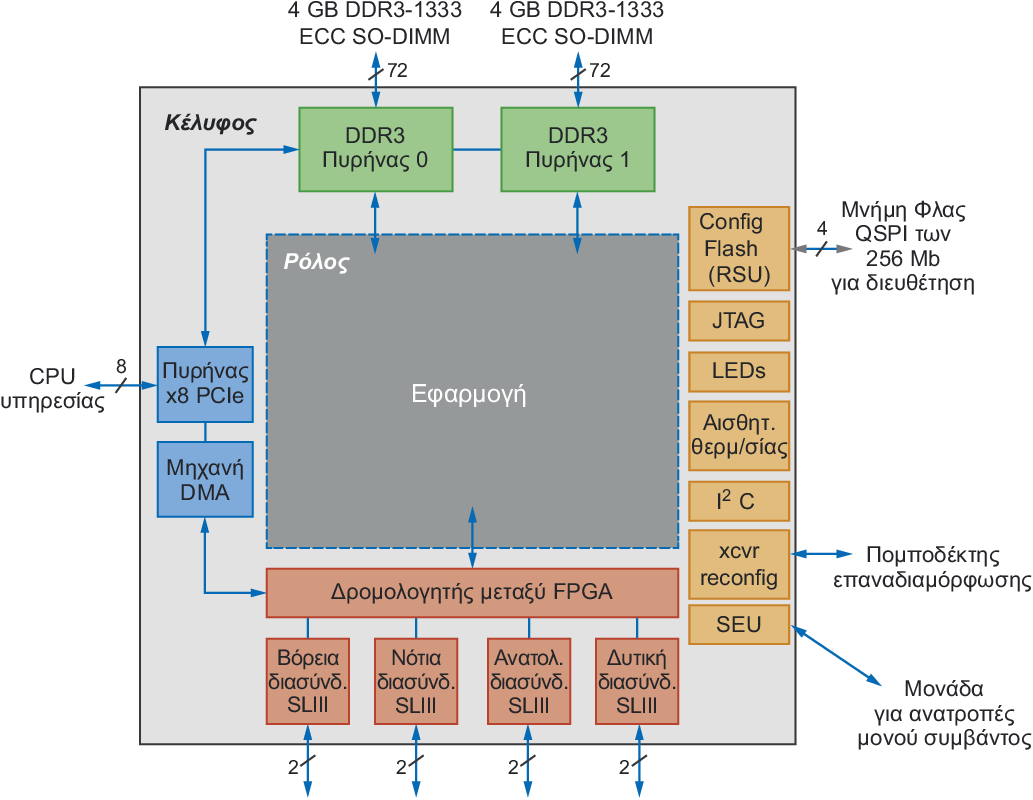 4 GB DDR3-1333
ECC SO-DIMM
4 GB DDR3-1333
ECC SO-DIMM
72
72
Κέλυφος
DDR3
Πυρήνας 0
DDR3
Πυρήνας 1
Config
Flash
(RSU)
4
Μνήμη Φλας
QSPI των
256 Mb
για διευθέτηση
Ρόλος
JTAG
LEDs
CPU
υπηρεσίας
8
Πυρήνας
x8 PCIe
Εφαρμογή
Αισθητ.
θερμ/σίας
Μηχανή
DMA
I² C
xcvr
reconfig
Πομποδέκτης
επαναδιαμόρφωσης
Δρομολογητής μεταξύ FPGA
SEU
Βόρεια
διασύνδ.
SLIII
Νότια
διασύνδ.
SLIII
Ανατολ.
διασύνδ.
SLIII
Δυτική
διασύνδ.
SLIII
Μονάδα
για ανατροπές
μονού συμβάντος
2
2
2
2